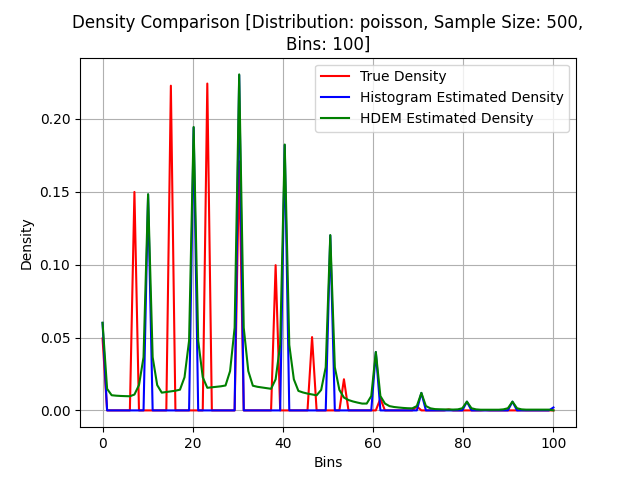 Density Comparison [Distribution: poisson, Sample Size: 500,
Bins: 100]
True Density
Histogram Estimated Density
HDEM Estimated Density
Density
0.20
0.15
0.10
0.05
0.00
0 20 40 60 80 100
Bins